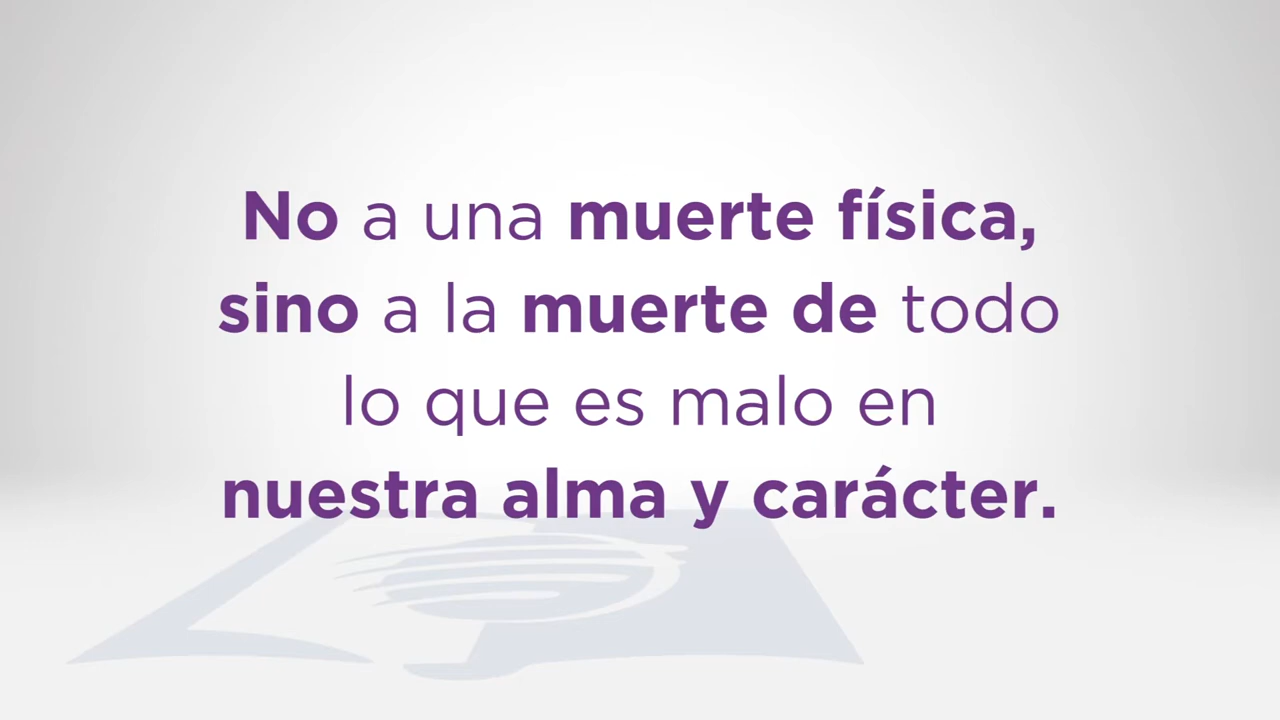 No a una muerte física,
sino a la muerte de todo
lo que es malo en
nuestra alma y carácter.